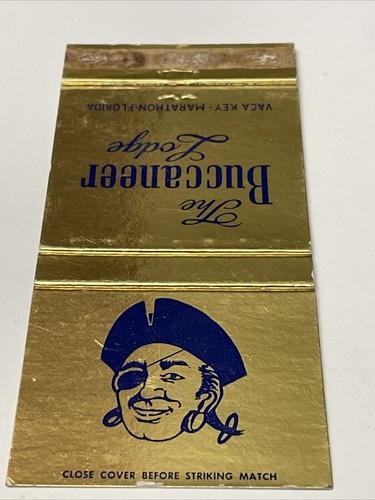 The
Buccaneer
Lodge
VACA KEY · MARATHON · FLORIDA
CLOSE COVER BEFORE STRIKING MATCH